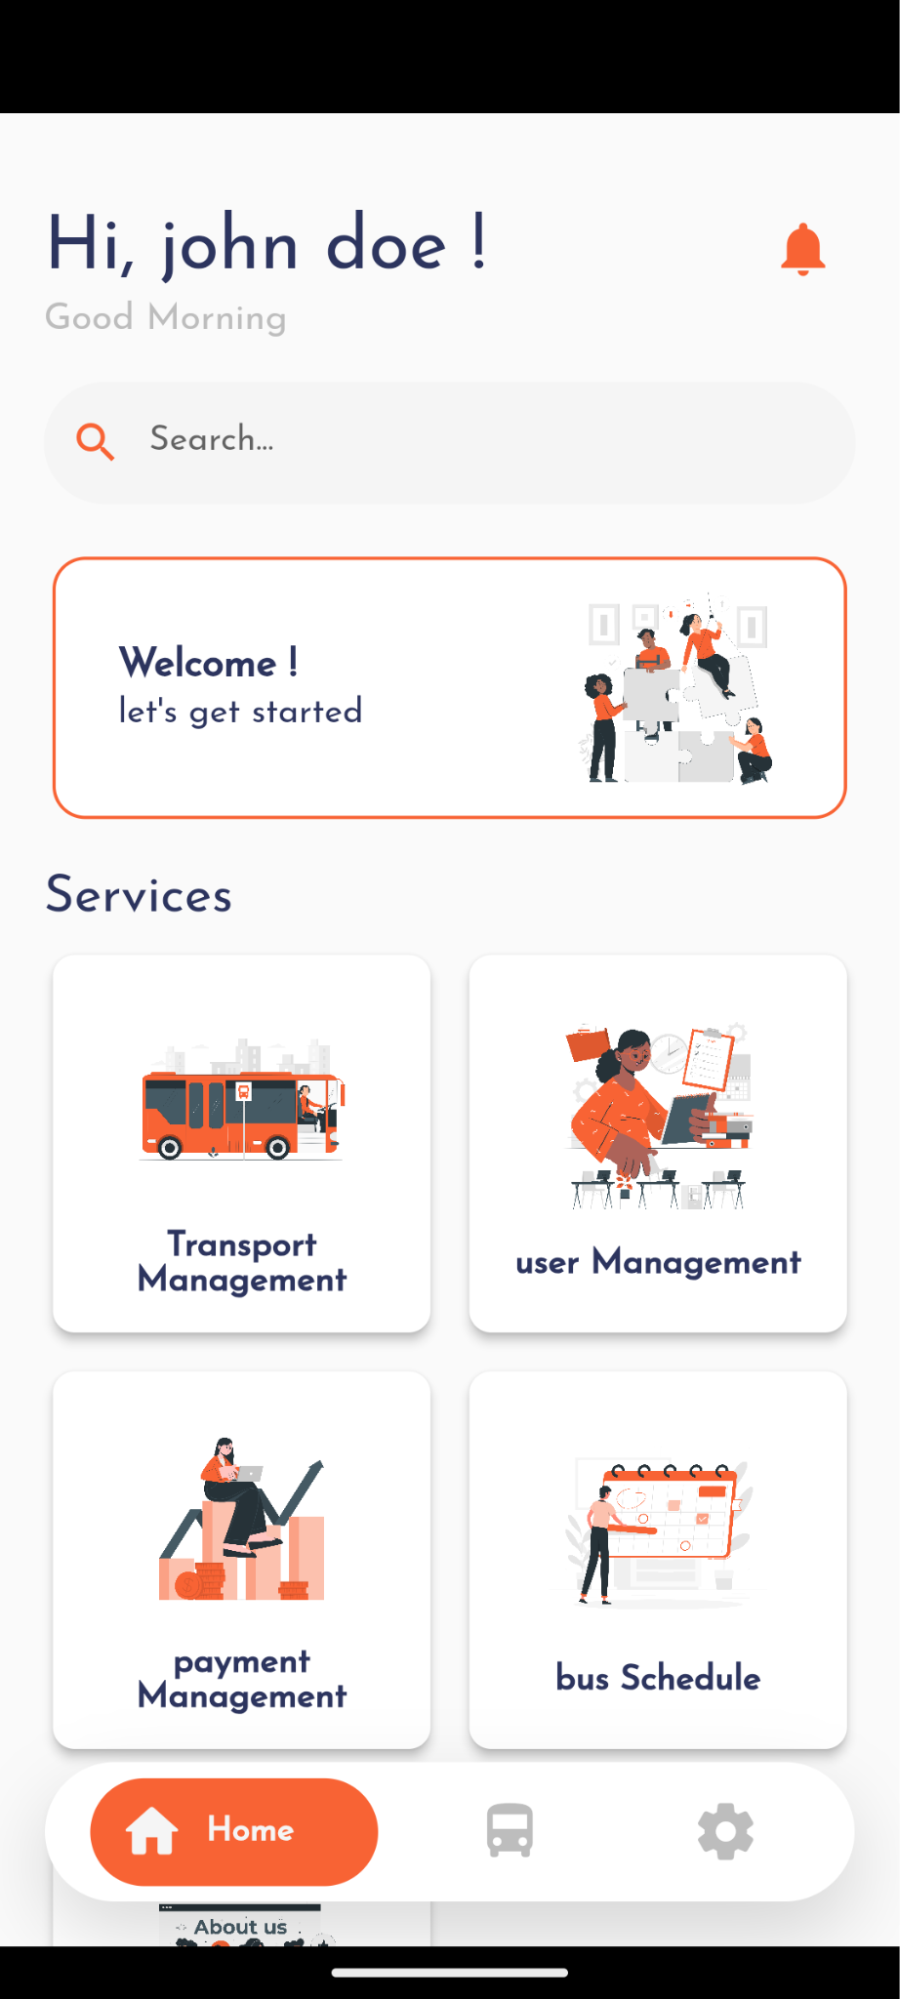 Hi, john doe !
Good Morning
Search...
Welcome !
let's get started
Services
Transport
Management
user Management
payment
Management
bus Schedule
Home
About us